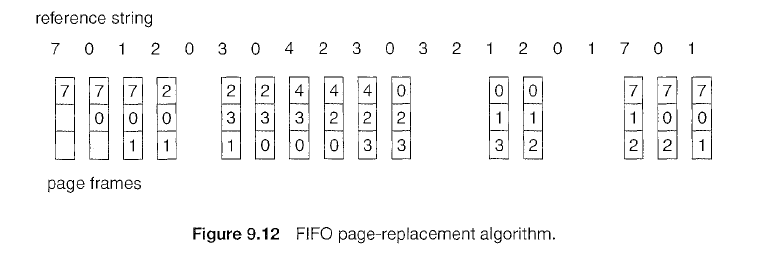 reference string
7 0 1 2 0 3 0 4 2 3 0 3 2 1 2 0 1 7 0 1
7 7 7 2 2 2 4 4 4 0 0 0 7 7 7
0 0 0 3 3 3 2 2 2 1 1 1 0 0
1 1 1 0 0 0 3 3 3 2 2 2 1
page frames
Figure 9.12 FIFO page-replacement algorithm.